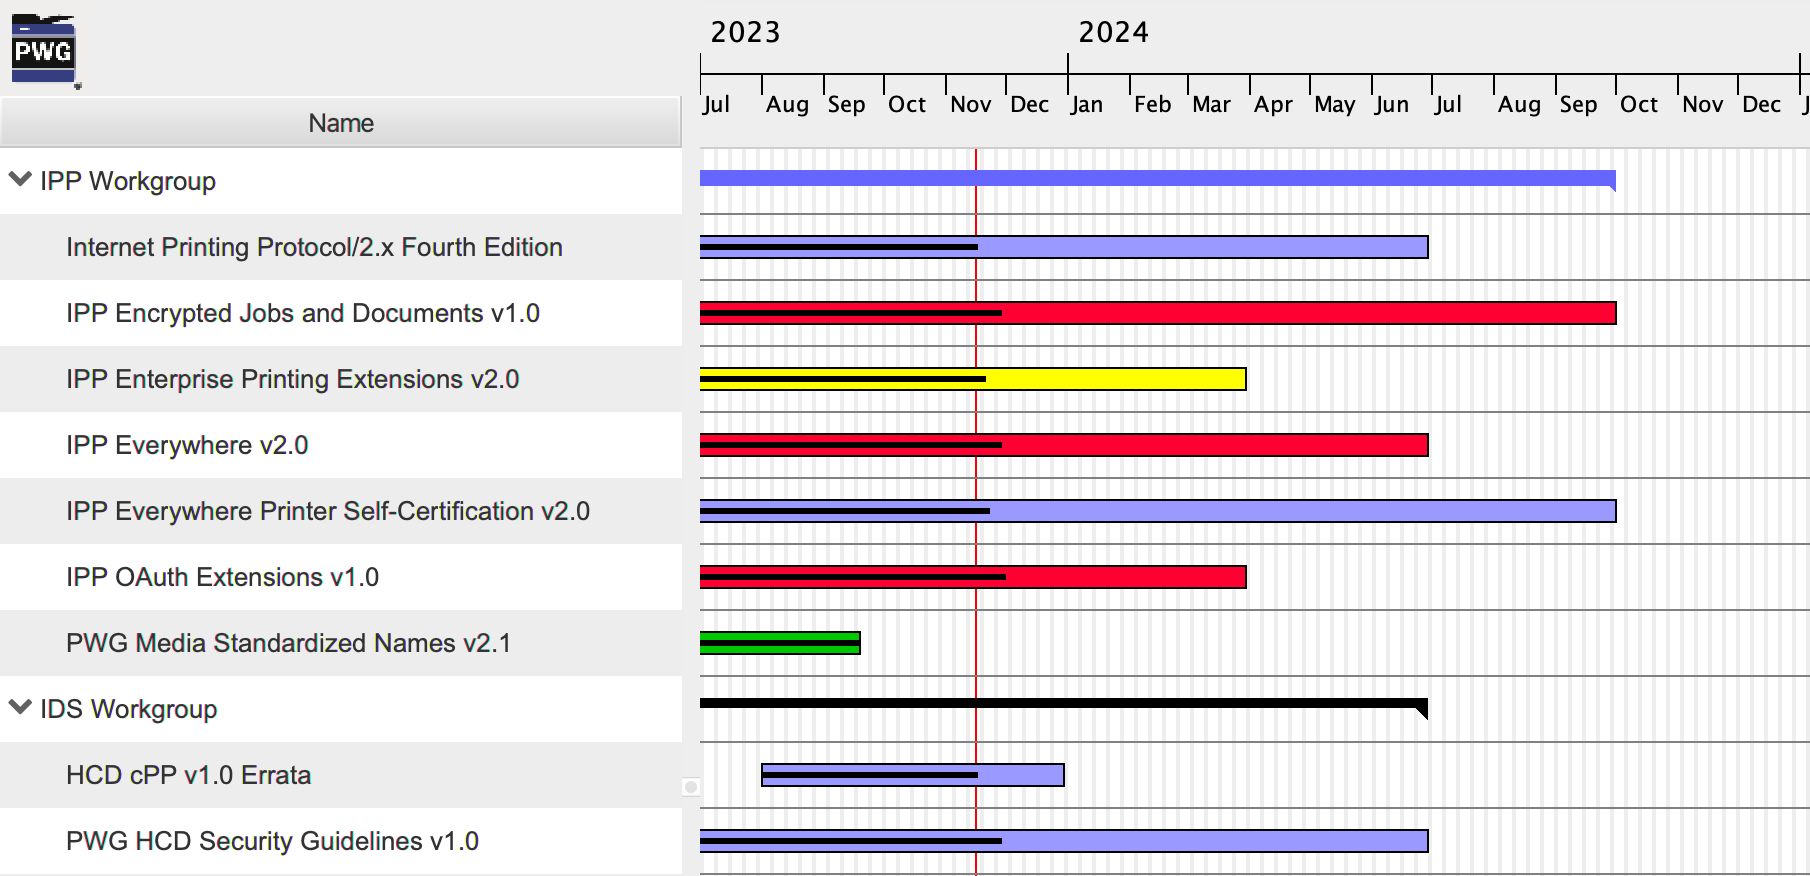 PWG
2023 2024
Jul Aug Sep Oct Nov Dec Jan Feb Mar Apr May Jun Jul Aug Sep Oct Nov Dec J
Name
IPP Workgroup
Internet Printing Protocol/2.x Fourth Edition
IPP Encrypted Jobs and Documents v1.0
IPP Enterprise Printing Extensions v2.0
IPP Everywhere v2.0
IPP Everywhere Printer Self-Certification v2.0
IPP OAuth Extensions v1.0
PWG Media Standardized Names v2.1
IDS Workgroup
HCD cPP v1.0 Errata
PWG HCD Security Guidelines v1.0